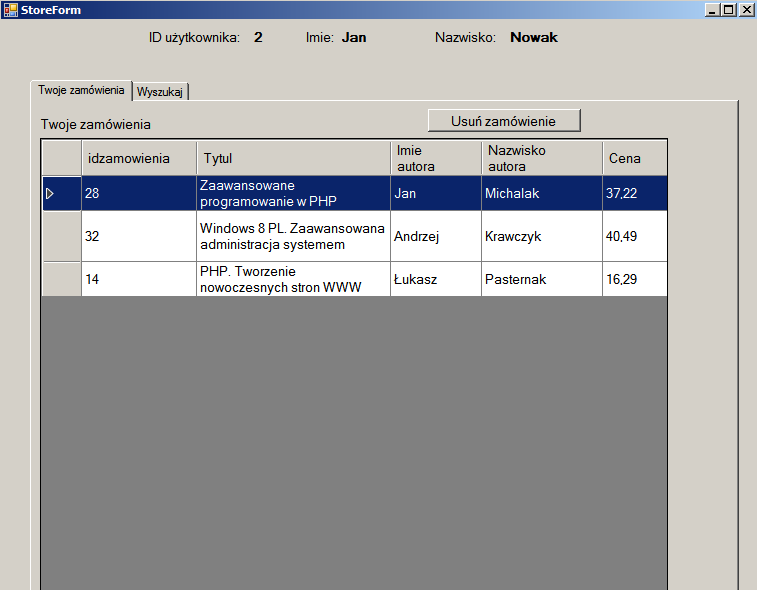 StoreForm
ID użytkownika: 2 Imie: Jan Nazwisko: Nowak
Twoje zamówienia Wyszukaj
Twoje zamówienia Usuń zamówienie
idzamowienia Tytul Imie autora Nazwisko autora Cena
28 Zaawansowane programowanie w PHP Jan Michalak 37,22
32 Windows 8 PL. Zaawansowana administracja systemem Andrzej Krawczyk 40,49
14 PHP. Tworzenie nowoczesnych stron WWW Łukasz Pasternak 16,29